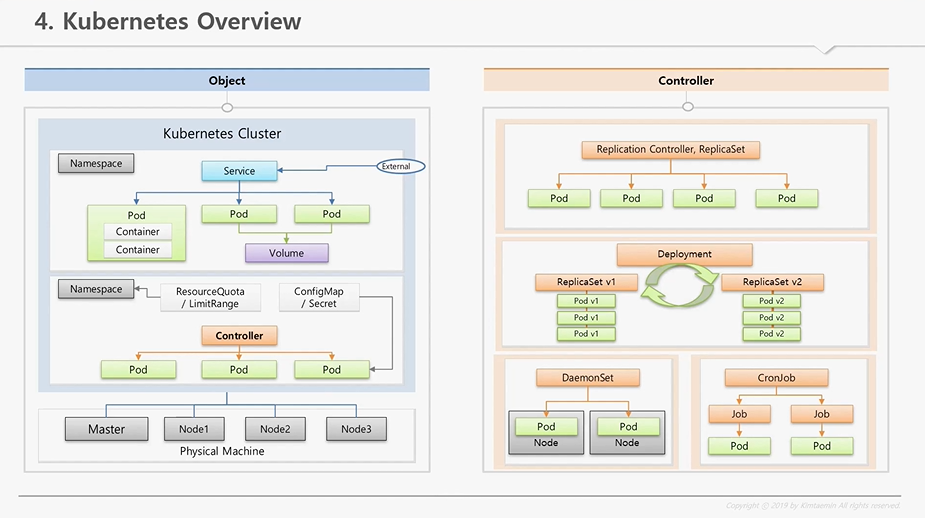 4. Kubernetes Overview
Object
Kubernetes Cluster
Namespace
Service
External
Pod
Container
Container
Pod
Pod
Volume
Namespace
ResourceQuota
/ LimitRange
ConfigMap
/ Secret
Controller
Pod
Pod
Pod
Master
Node1
Node2
Node3
Physical Machine
Controller
Replication Controller, ReplicaSet
Pod
Pod
Pod
Pod
Deployment
ReplicaSet v1
ReplicaSet v2
Pod v1
Pod v1
Pod v1
Pod v2
Pod v2
Pod v2
DaemonSet
Pod
Node
Pod
Node
CronJob
Job
Job
Pod
Pod
Copyright ⓒ 2019 by Kimtaemin All rights reserved.